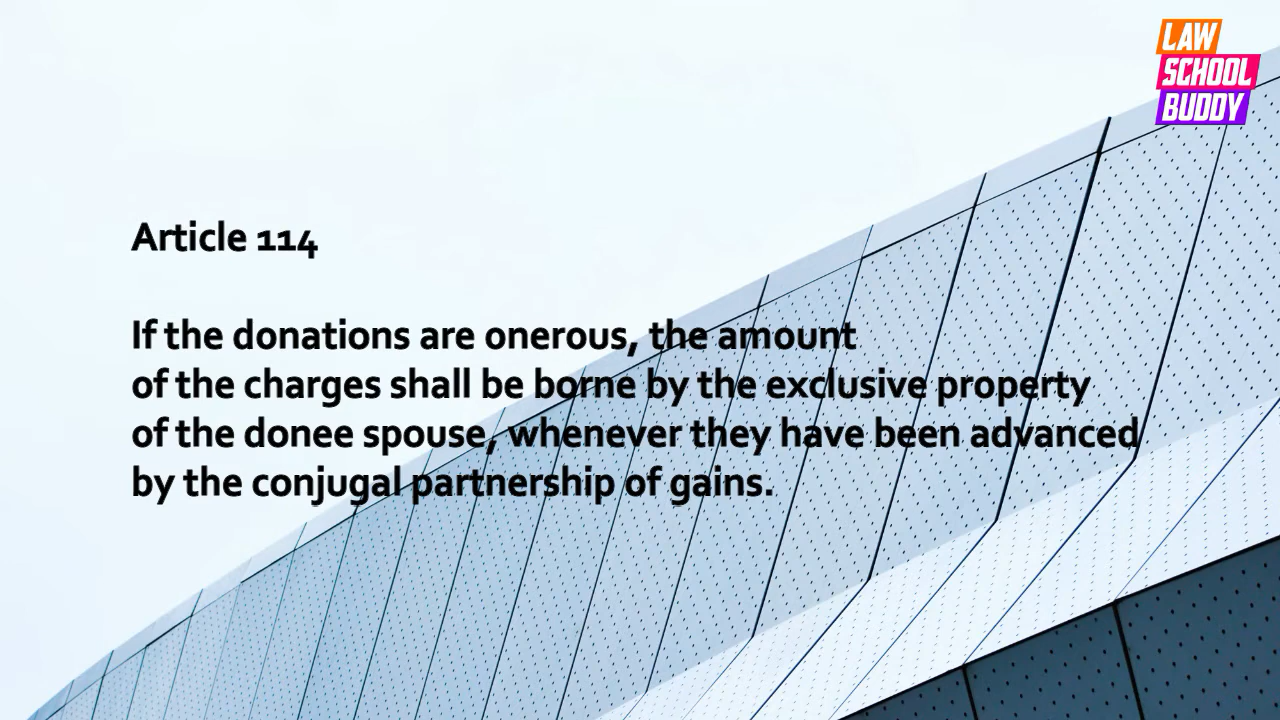 LAW
SCHOOL
BUDDY
Article 114
If the donations are onerous, the amount
of the charges shall be borne by the exclusive property
of the donee spouse, whenever they have been advanced
by the conjugal partnership of gains.